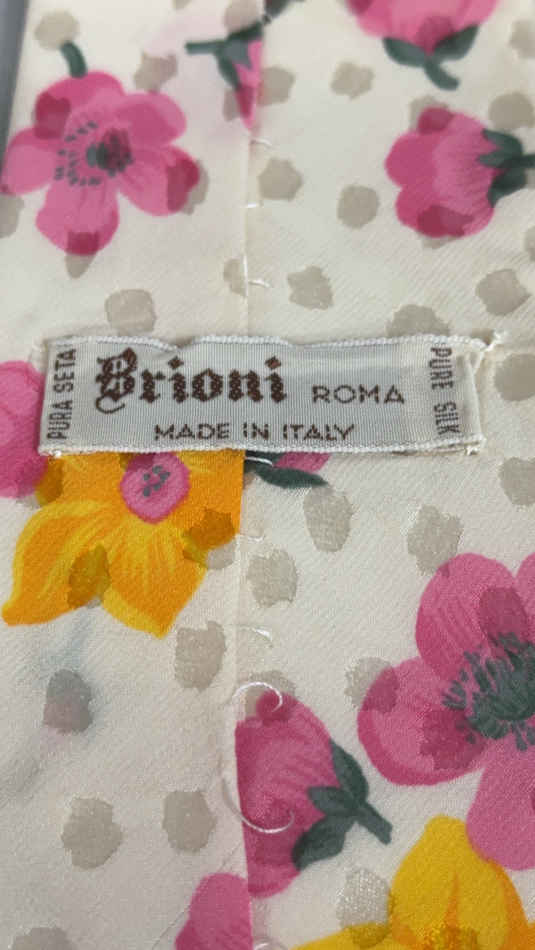 PURA SETA
Brioni ROMA
MADE IN ITALY
PURE SILK